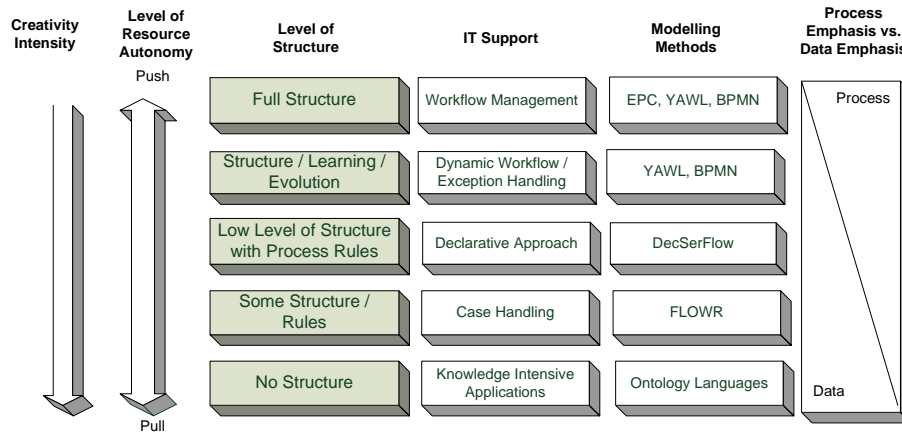 Creativity
Intensity
Level of
Resource
Autonomy
Level of
Structure
IT Support
Modelling
Methods
Process
Emphasis vs.
Data Emphasis
Push
Full Structure
Workflow Management
EPC, YAWL, BPMN
Process
Structure / Learning /
Evolution
Dynamic Workflow /
Exception Handling
YAWL, BPMN
Low Level of Structure
with Process Rules
Declarative Approach
DecSerFlow
Some Structure /
Rules
Case Handling
FLOWR
No Structure
Knowledge Intensive
Applications
Ontology Languages
Data
Pull